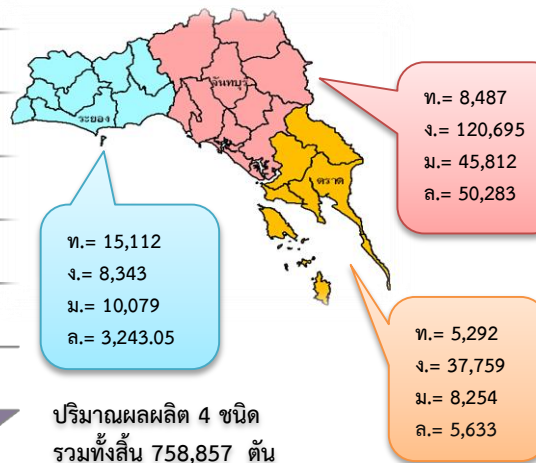 จันทบุรี
ระยอง
ตราด
ท.= 8,487
ง.= 120,695
ม.= 45,812
ล.= 50,283
ท.= 15,112
ง.= 8,343
ม.= 10,079
ล.= 3,243.05
ท.= 5,292
ง.= 37,759
ม.= 8,254
ล.= 5,633
ปริมาณผลผลิต 4 ชนิด
รวมทั้งสิ้น 758,857 ตัน